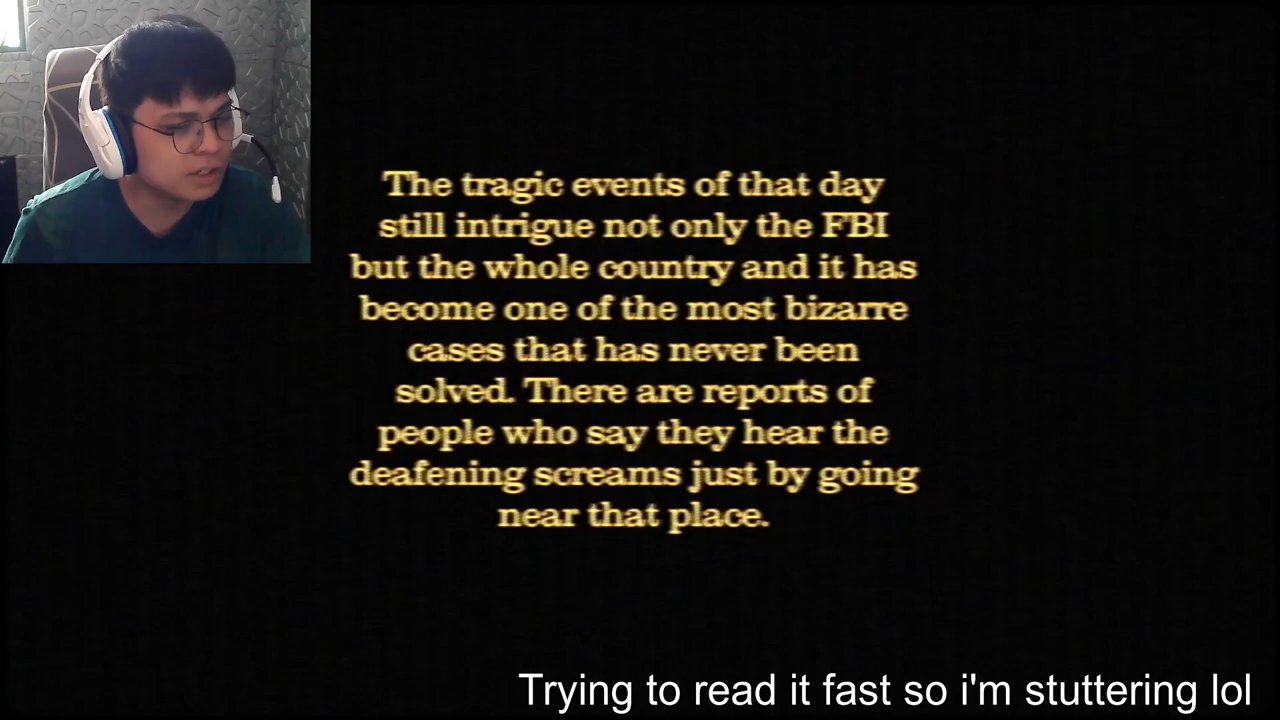 The tragic events of that day
still intrigue not only the FBI
but the whole country and it has
become one of the most bizarre
cases that has never been
solved. There are reports of
people who say they hear the
deafening screams just by going
near that place.
Trying to read it fast so i'm stuttering lol